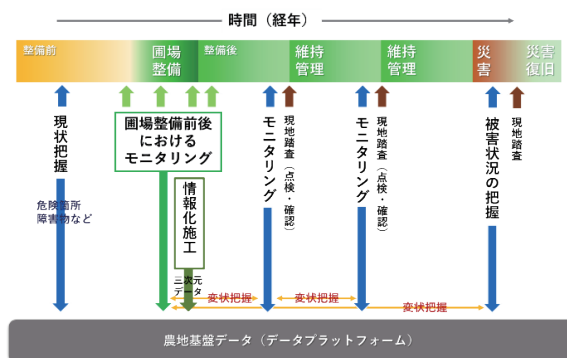 時間（経年）
整備前
圃場
整備
整備後
維持
管理
維持
管理
災
害
災害
復旧
現状把握
危険箇所
障害物など
圃場整備前後
における
モニタリング
情報化施工
三次元
データ
モニタリング
現地踏査（点検・確認）
モニタリング
現地踏査（点検・確認）
被害状況の把握
現地踏査
変状把握
変状把握
変状把握
農地基盤データ（データプラットフォーム）